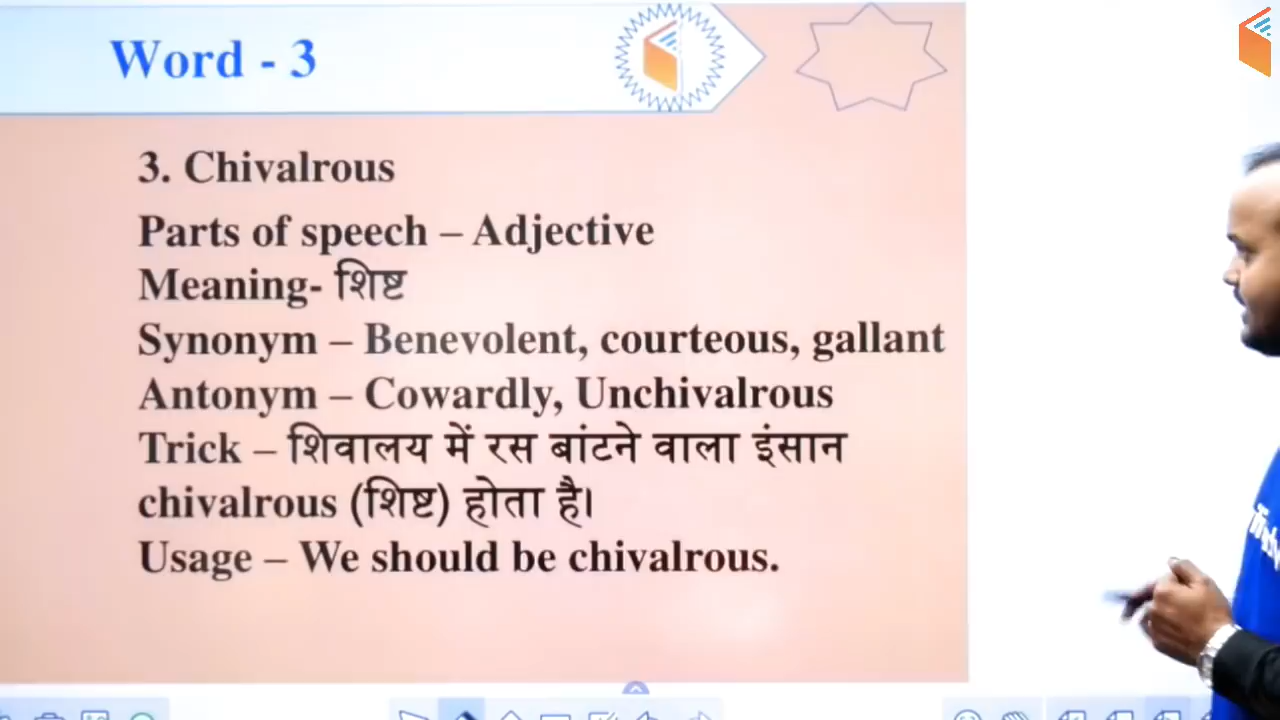 Word - 3
3. Chivalrous
Parts of speech – Adjective
Meaning- शिष्ट
Synonym – Benevolent, courteous, gallant
Antonym – Cowardly, Unchivalrous
Trick – शिवालय में रस बांटने वाला इंसान
chivalrous (शिष्ट) होता है।
Usage – We should be chivalrous.